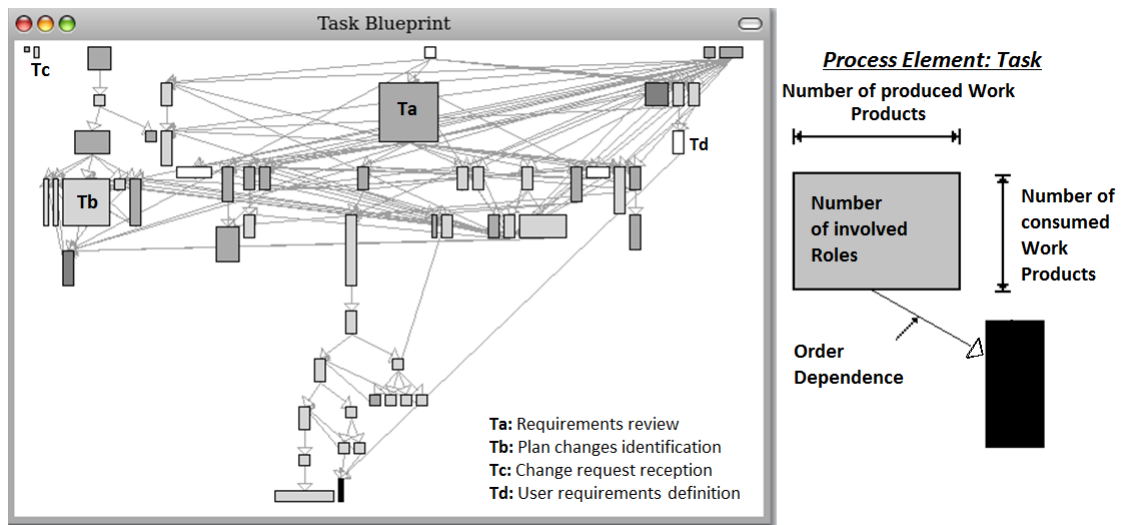 Task Blueprint
Tc
Ta
Td
Tb
Ta: Requirements review
Tb: Plan changes identification
Tc: Change request reception
Td: User requirements definition
Process Element: Task
Number of produced Work
Products
Number
of involved
Roles
Number of
consumed
Work
Products
Order
Dependence